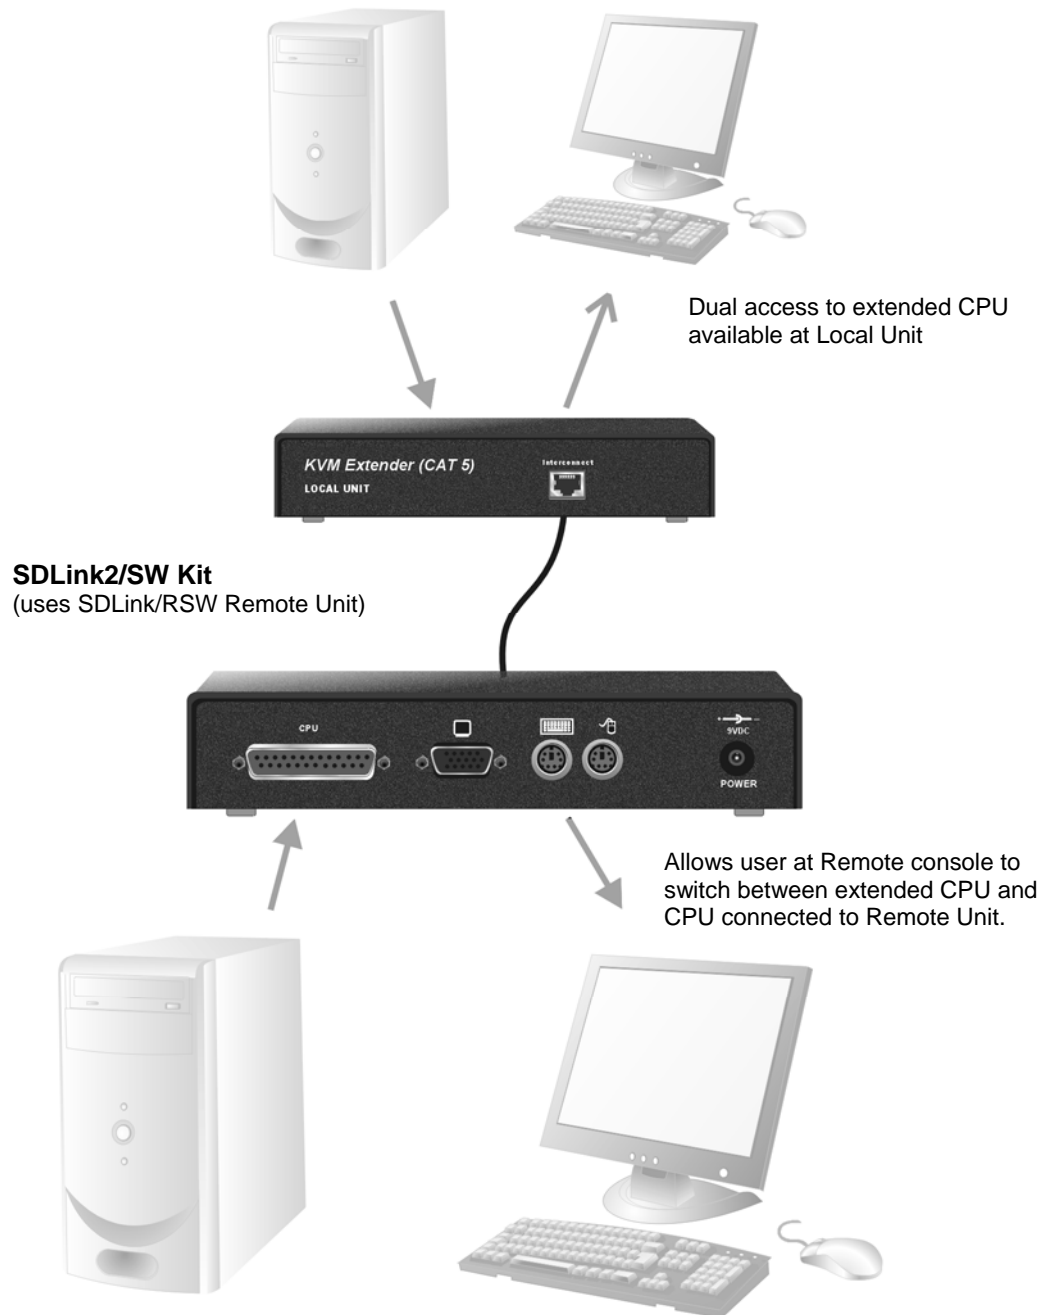 Dual access to extended CPU
available at Local Unit
KVM Extender (CAT 5)
LOCAL UNIT
Interconnect
SDLink2/SW Kit
(uses SDLink/RSW Remote Unit)
CPU
9VDC
POWER
Allows user at Remote console to
switch between extended CPU and
CPU connected to Remote Unit.